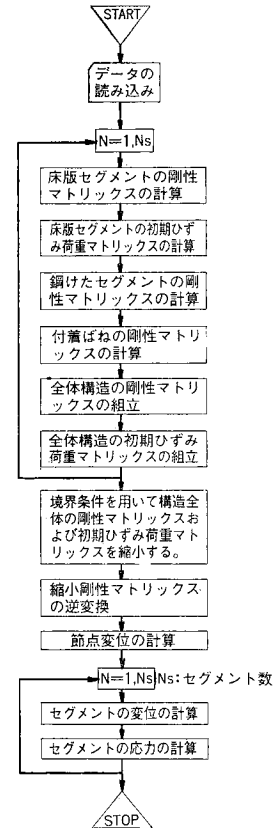 START
データの
読み込み
N=1,Ns
床版セグメントの剛性
マトリックスの計算
床版セグメントの初期ひず
み荷重マトリックスの計算
鋼けたセグメントの剛
性マトリックスの計算
付着ばねの剛性マトリ
ックスの計算
全体構造の剛性マトリ
ックスの組立
全体構造の初期ひずみ
荷重マトリックスの組立
境界条件を用いて構造全
体の剛性マトリックスお
よび初期ひずみ荷重マト
リックスを縮小する。
縮小剛性マトリックス
の逆変換
節点変位の計算
N=1,Ns Ns:セグメント数
セグメントの変位の計算
セグメントの応力の計算
STOP